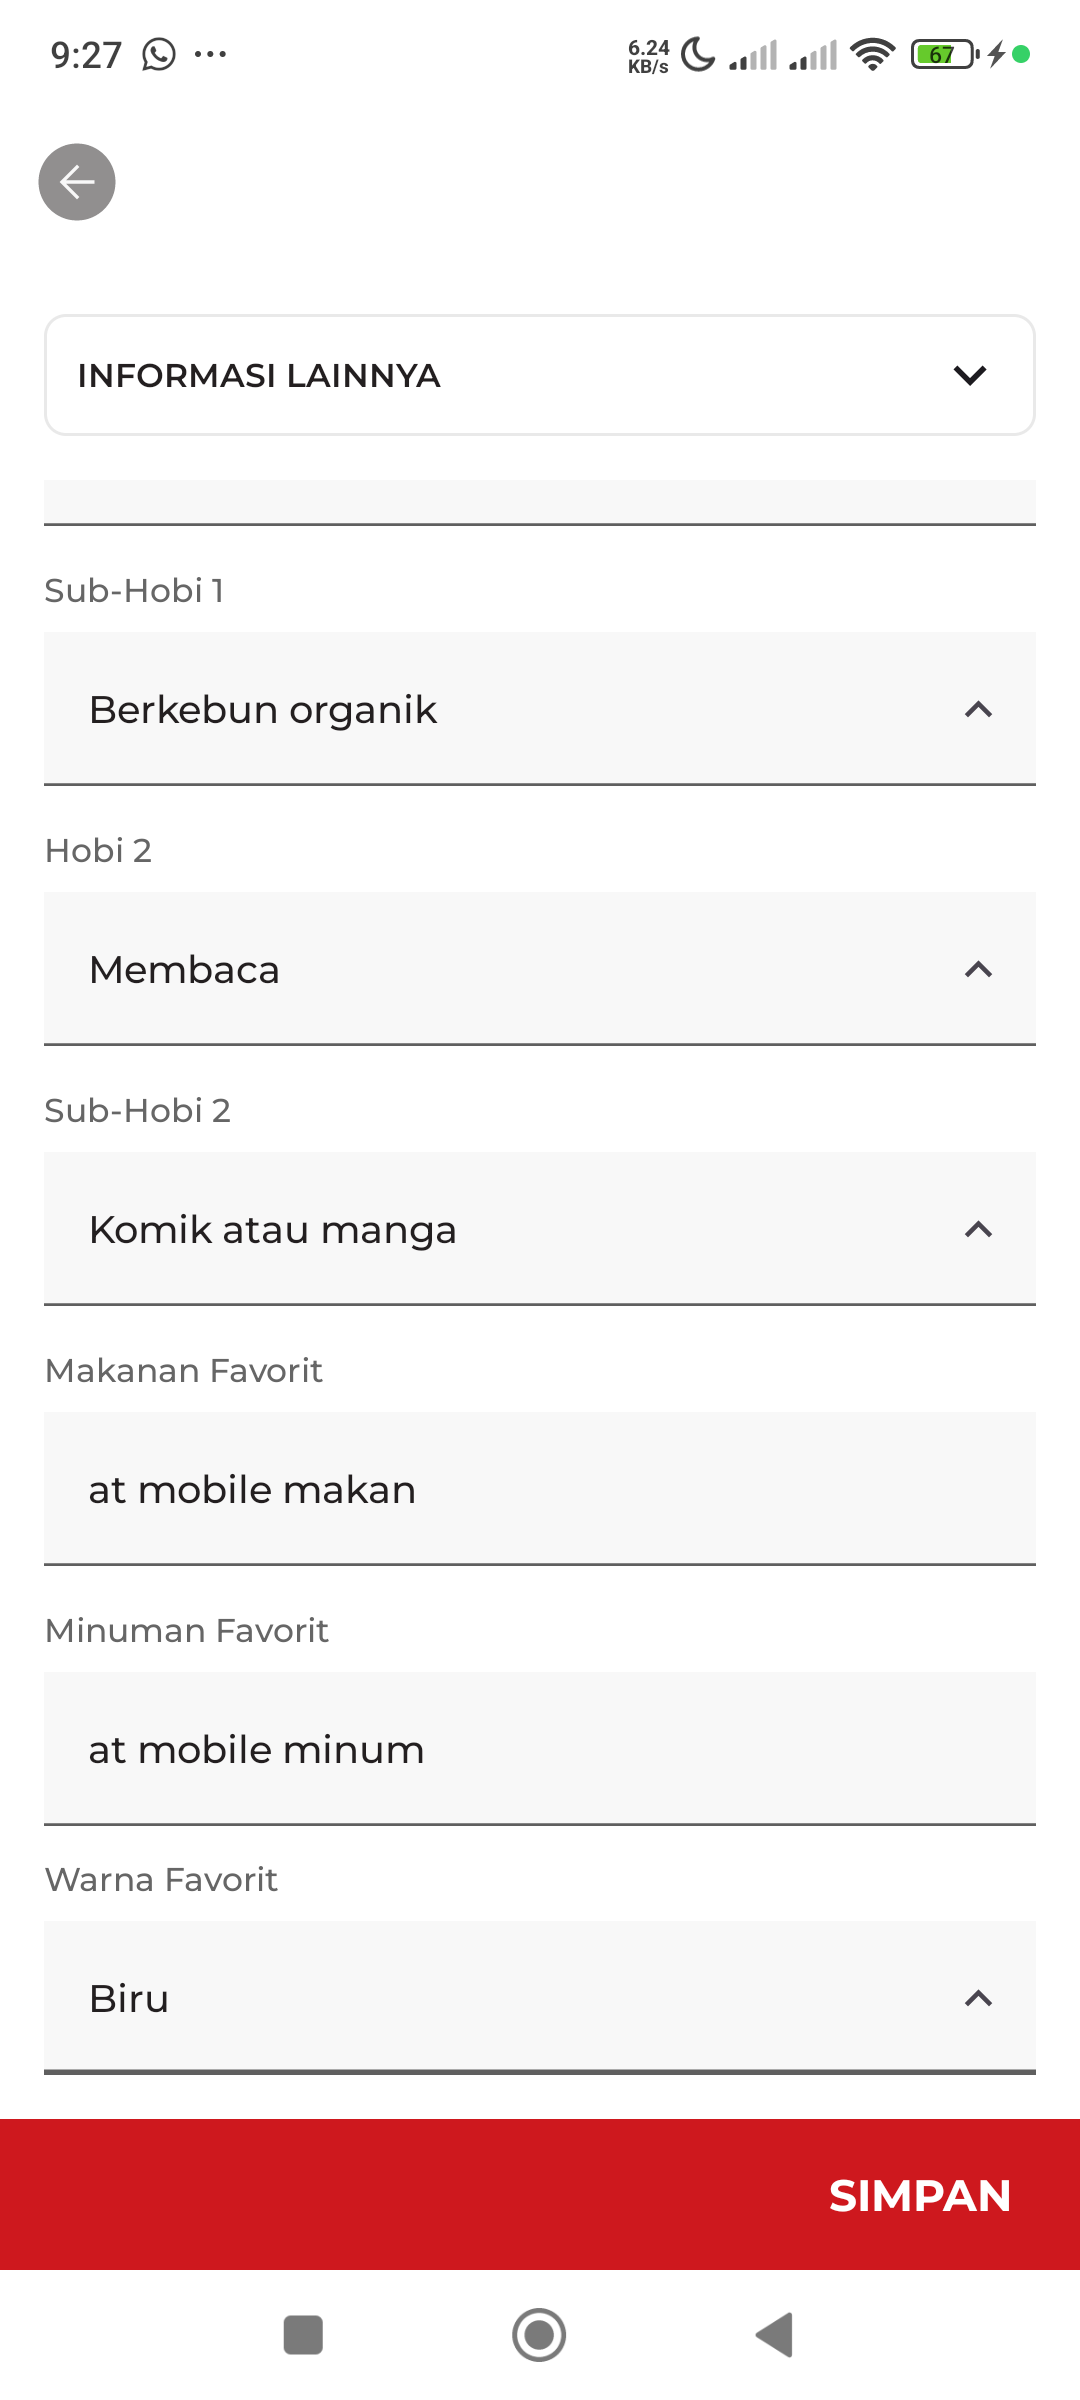 9:27
6.24
KB/s
67
INFORMASI LAINNYA
Sub-Hobi 1
Berkebun organik
Hobi 2
Membaca
Sub-Hobi 2
Komik atau manga
Makanan Favorit
at mobile makan
Minuman Favorit
at mobile minum
Warna Favorit
Biru
SIMPAN